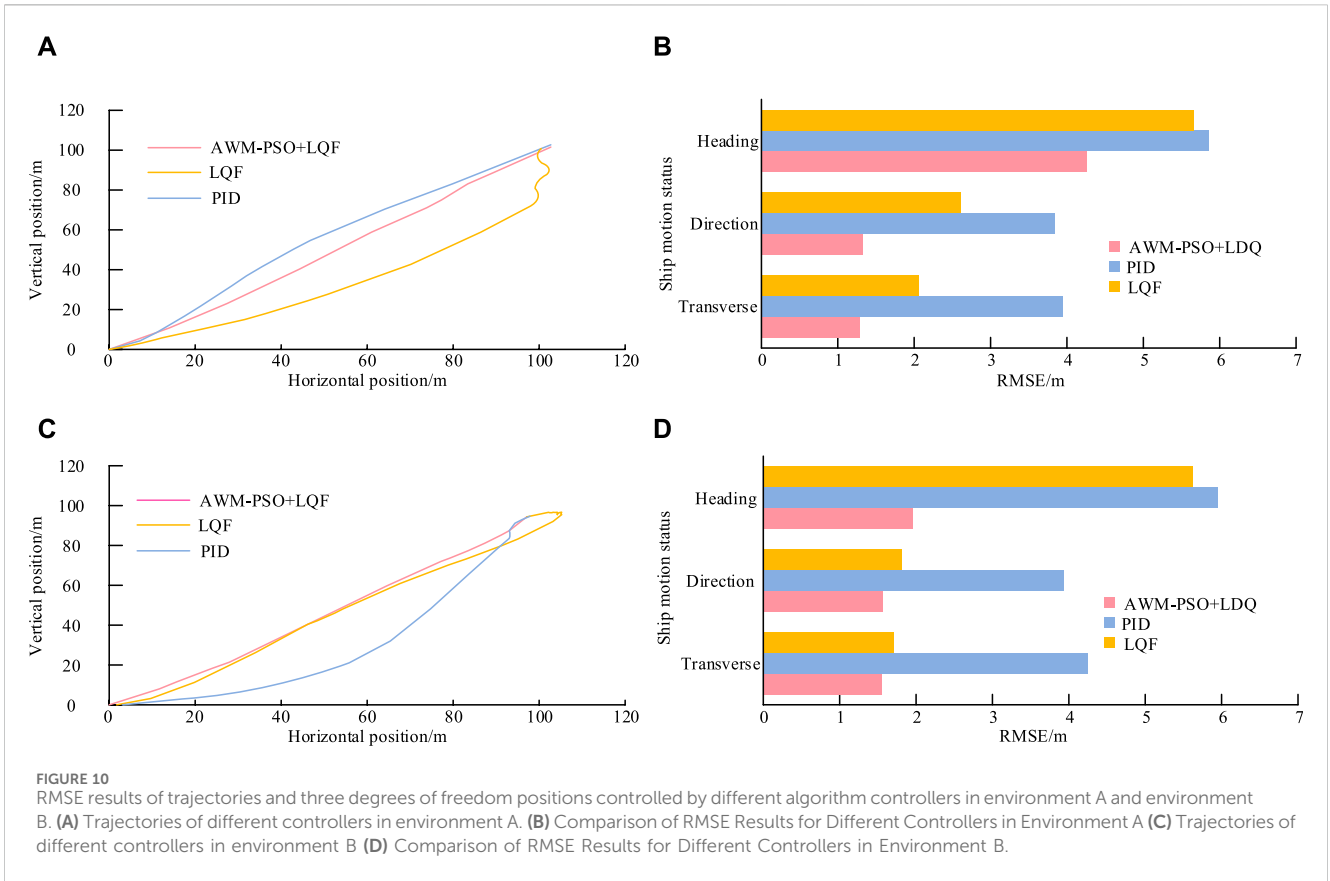 A
120
100
80
60
40
20
0
Vertical position/m
AWM-PSO+LQF
LQF
PID
20
40
60
80
100
120
Horizontal position/m
B
Heading
Direction
Transverse
Ship motion status
AWM-PSO+LDQ
PID
LQF
0
1
2
3
4
5
6
7
RMSE/m
C
120
100
80
60
40
20
0
Vertical position/m
AWM-PSO+LQF
LQF
PID
20
40
60
80
100
120
Horizontal position/m
D
Heading
Direction
Transverse
Ship motion status
AWM-PSO+LDQ
PID
LQF
0
1
2
3
4
5
6
7
RMSE/m
FIGURE 10
RMSE results of trajectories and three degrees of freedom positions controlled by different algorithm controllers in environment A and environment
B. (A) Trajectories of different controllers in environment A. (B) Comparison of RMSE Results for Different Controllers in Environment A (C) Trajectories of
different controllers in environment B (D) Comparison of RMSE Results for Different Controllers in Environment B.